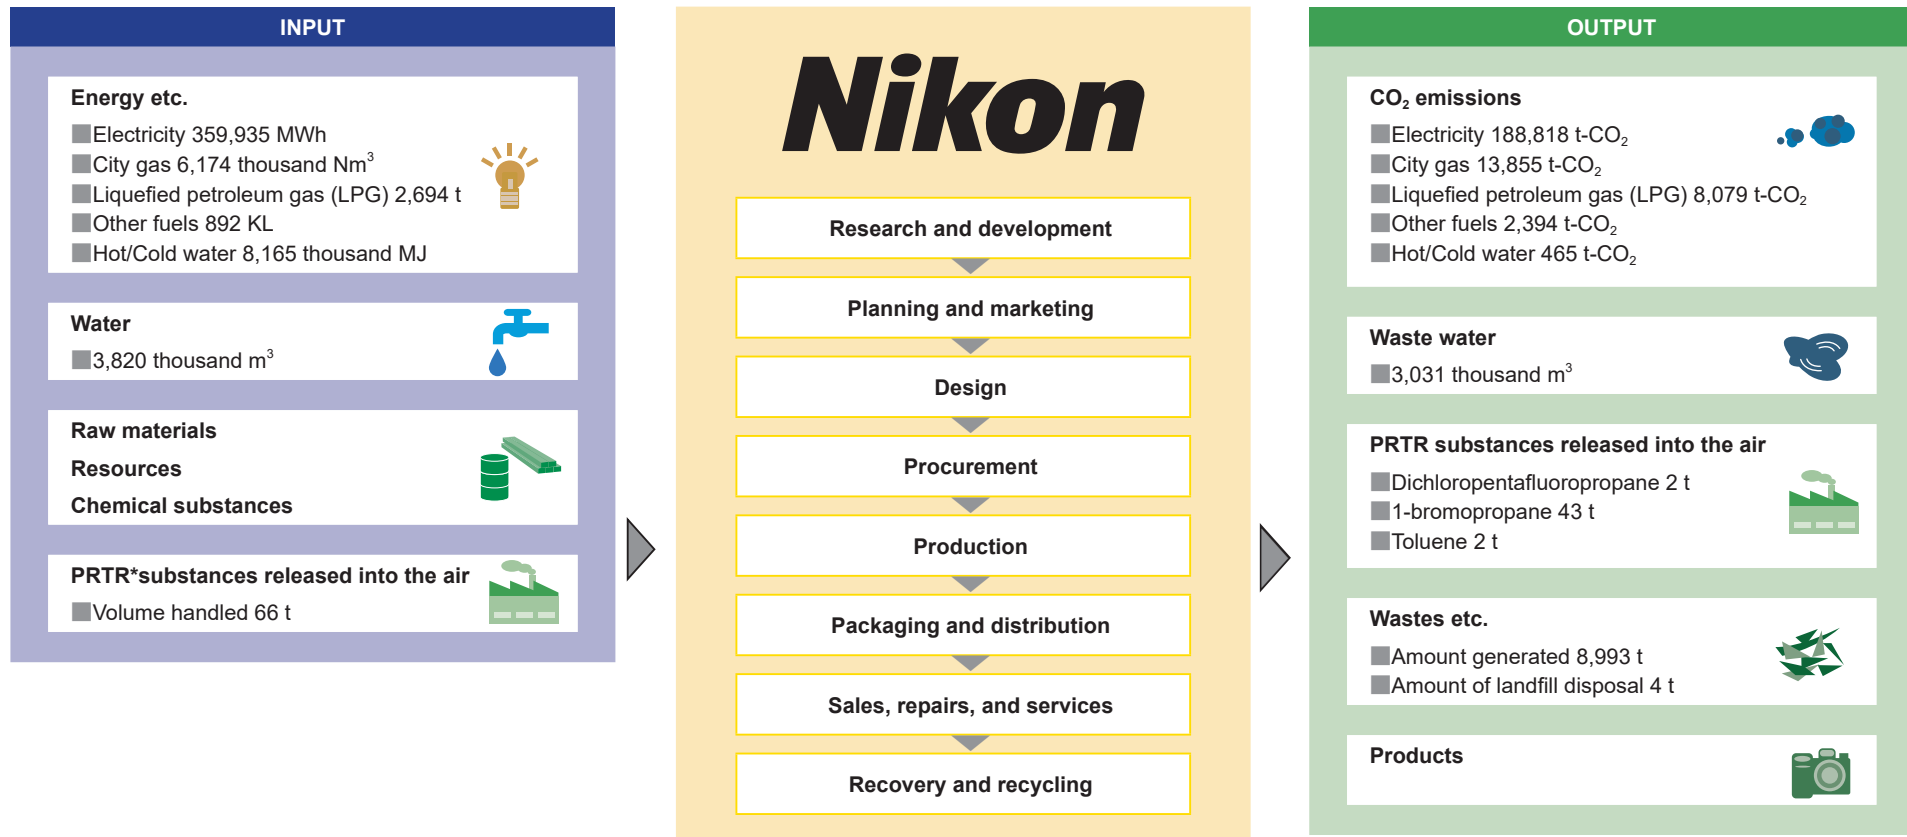 INPUT
Energy etc.
Electricity 359,935 MWh
City gas 6,174 thousand Nm³
Liquefied petroleum gas (LPG) 2,694 t
Other fuels 892 KL
Hot/Cold water 8,165 thousand MJ
Water
3,820 thousand m³
Raw materials
Resources
Chemical substances
PRTR*substances released into the air
Volume handled 66 t
Nikon
Research and development
Planning and marketing
Design
Procurement
Production
Packaging and distribution
Sales, repairs, and services
Recovery and recycling
OUTPUT
CO₂ emissions
Electricity 188,818 t-CO₂
City gas 13,855 t-CO₂
Liquefied petroleum gas (LPG) 8,079 t-CO₂
Other fuels 2,394 t-CO₂
Hot/Cold water 465 t-CO₂
Waste water
3,031 thousand m³
PRTR substances released into the air
Dichloropentafluoropropane 2 t
1-bromopropane 43 t
Toluene 2 t
Wastes etc.
Amount generated 8,993 t
Amount of landfill disposal 4 t
Products